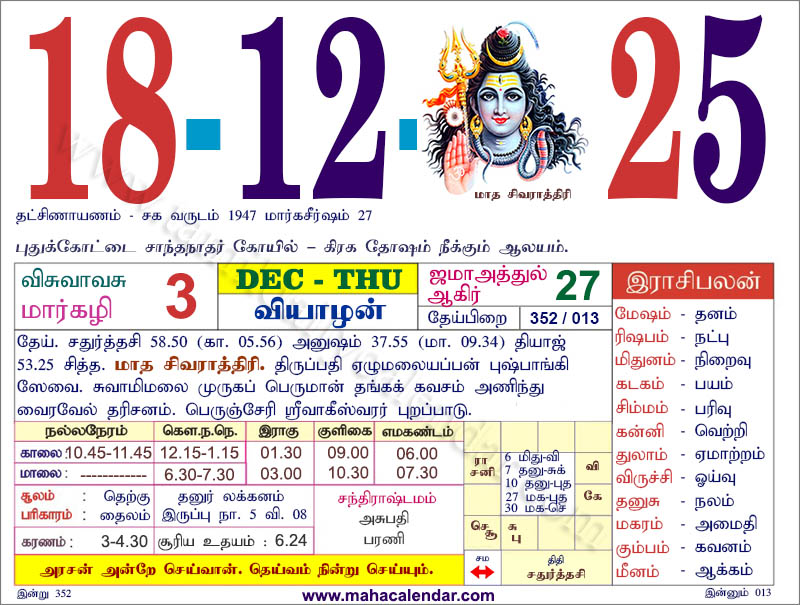 18-12-25
மாத சிவராத்திரி
தட்சிணாயணம் - சக வருடம் 1947 மார்கசீர்ஷம் 27
புதுக்கோட்டை சாந்தநாதர் கோயில் – கிரக தோஷம் நீக்கும் ஆலயம்.
விசுவாவசு
மார்கழி
3
DEC - THU
வியாழன்
ஜமாஅத்துல்
ஆகிர்
27
தேய்பிறை 352 / 013
தேய். சதுர்த்தசி 58.50 (கா. 05.56) அனுஷம் 37.55 (மா. 09.34) தியாஜ்
53.25 சித்த. மாத சிவராத்திரி. திருப்பதி ஏழுமலையப்பன் புஷ்பாங்கி
ஸேவை. சுவாமிமலை முருகப் பெருமான் தங்கக் கவசம் அணிந்து
வைரவேல் தரிசனம். பெருஞ்சேரி ஸ்ரீவாகீஸ்வரர் புறப்பாடு.
நல்லநேரம் கௌ.ந.நெ. இராகு குளிகை எமகண்டம்
காலை: 10.45-11.45 12.15-1.15 01.30 09.00 06.00
மாலை: ------------ 6.30-7.30 03.00 10.30 07.30
சூலம் : தெற்கு
பரிகாரம் : தைலம்
தனுர் லக்கனம்
இருப்பு நா. 5 வி. 08
கரணம் : 3-4.30 சூரிய உதயம் : 6.24
சந்திராஷ்டமம்
அசுபதி
பரணி
ரா
சனி
6 மிது-வி
7 தனு-சுக்
10 தனு-புத
27 மக-புத
30 மக-செ
வி
கே
செ சூ
சு
பு
சம
திதி
சதுர்த்தசி
இராசிபலன்
மேஷம் - தனம்
ரிஷபம் - நட்பு
மிதுனம் - நிறைவு
கடகம் - பயம்
சிம்மம் - பரிவு
கன்னி - வெற்றி
துலாம் - ஏமாற்றம்
விருச்சி - ஓய்வு
தனுசு - நலம்
மகரம் - அமைதி
கும்பம் - கவனம்
மீனம் - ஆக்கம்
அரசன் அன்றே செய்வான். தெய்வம் நின்று செய்யும்.
இன்று 352
www.mahacalendar.com
இன்னும் 013